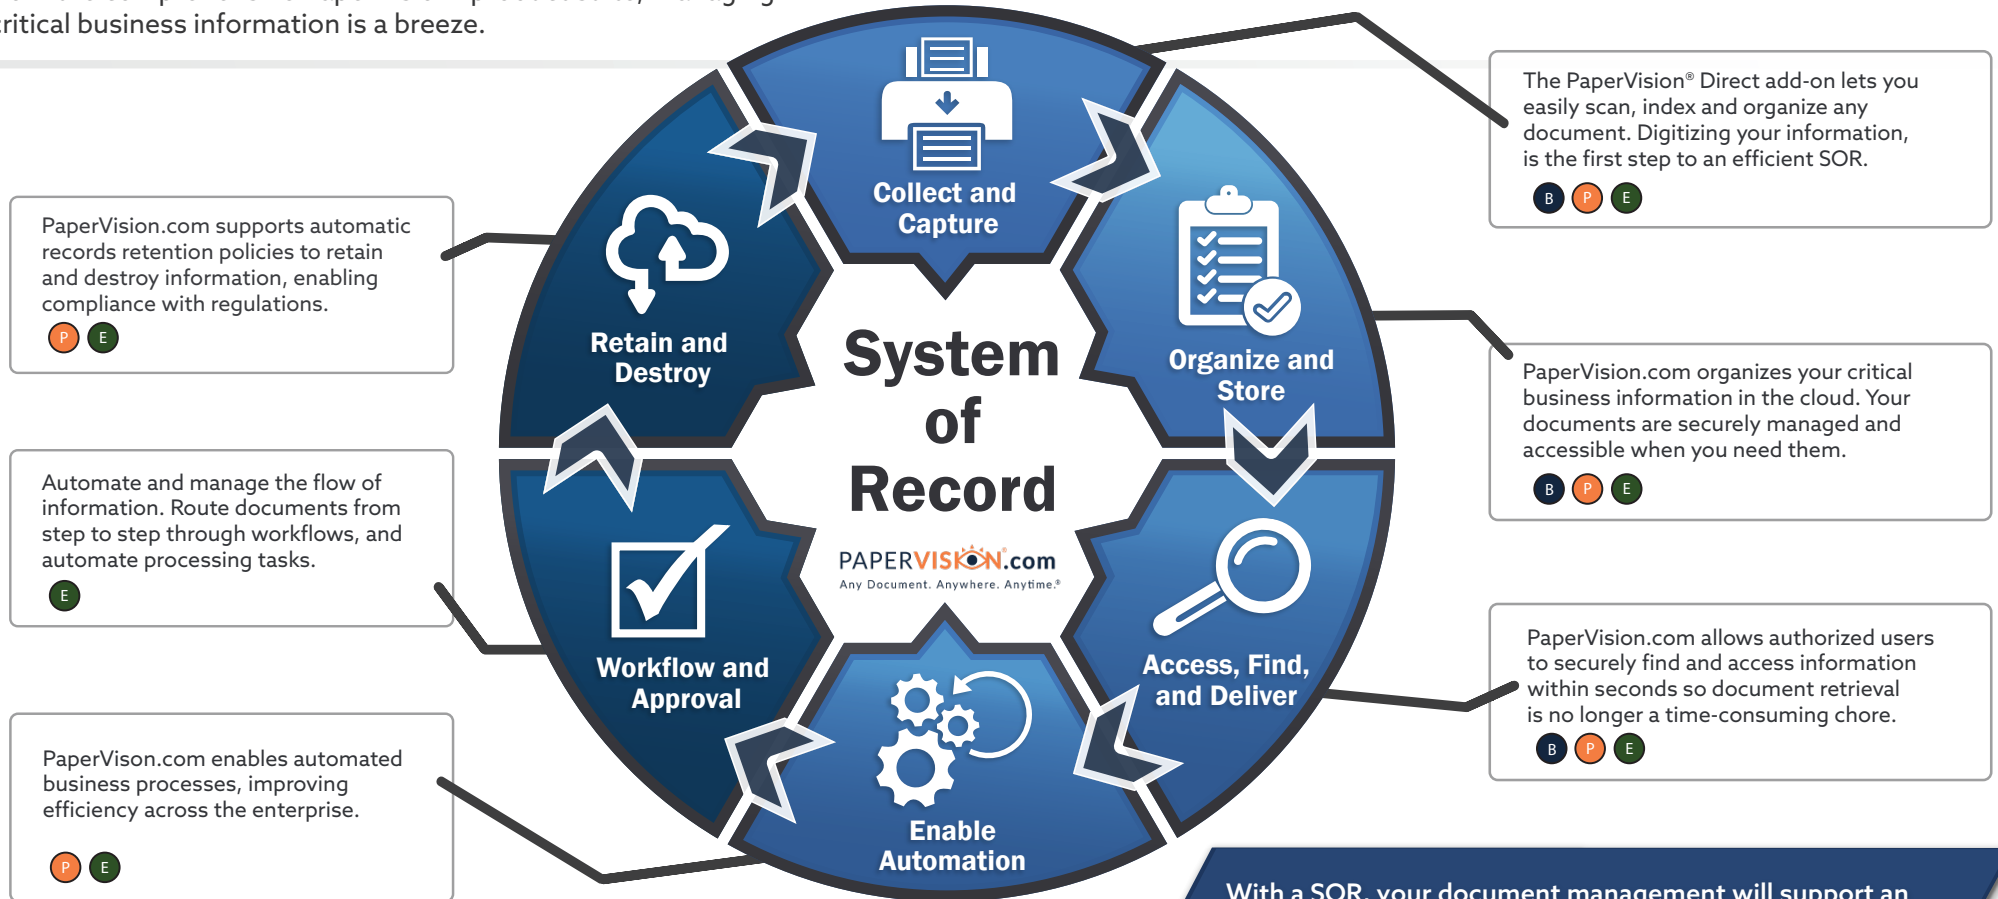 critical business information is a breeze.
The PaperVision® Direct add-on lets you
easily scan, index and organize any
document. Digitizing your information,
is the first step to an efficient SOR.
B P E
Collect and
Capture
PaperVision.com supports automatic
records retention policies to retain
and destroy information, enabling
compliance with regulations.
P E
Retain and
Destroy
Organize and
Store
PaperVision.com organizes your critical
business information in the cloud. Your
documents are securely managed and
accessible when you need them.
B P E
System
of
Record
PAPERVISION®.com
Any Document. Anywhere. Anytime.®
Automate and manage the flow of
information. Route documents from
step to step through workflows, and
automate processing tasks.
E
Workflow and
Approval
Access, Find,
and Deliver
PaperVision.com allows authorized users
to securely find and access information
within seconds so document retrieval
is no longer a time-consuming chore.
B P E
PaperVison.com enables automated
business processes, improving
efficiency across the enterprise.
P E
Enable
Automation
With a SOR, your document management will support an